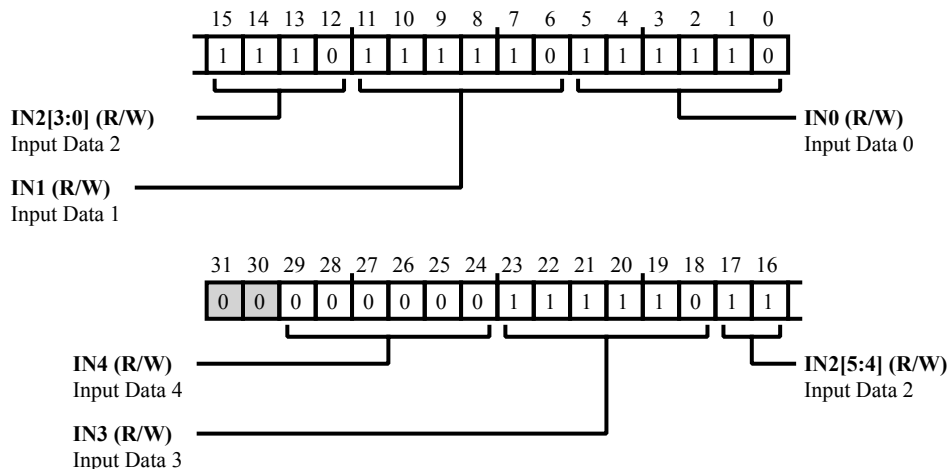 15 14 13 12 11 10 9 8 7 6 5 4 3 2 1 0
1 1 1 0 1 1 1 1 1 0 1 1 1 1 1 0
IN2[3:0] (R/W)
Input Data 2
IN0 (R/W)
Input Data 0
IN1 (R/W)
Input Data 1
31 30 29 28 27 26 25 24 23 22 21 20 19 18 17 16
0 0 0 0 0 0 0 0 1 1 1 1 1 0 1 1
IN4 (R/W)
Input Data 4
IN2[5:4] (R/W)
Input Data 2
IN3 (R/W)
Input Data 3